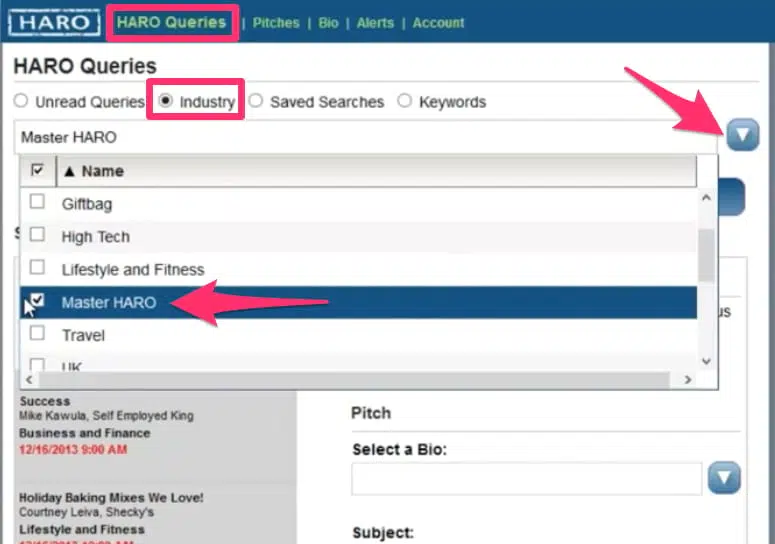 HARO HARO Queries | Pitches | Bio | Alerts | Account
HARO Queries
Unread Queries Industry Saved Searches Keywords
Master HARO
▲ Name
Giftbag
High Tech
Lifestyle and Fitness
Master HARO
Travel
UK
Success
Mike Kawula, Self Employed King
Business and Finance
12/16/2013 9:00 AM
Holiday Baking Mixes We Love!
Courtney Leiva, Shecky's
Lifestyle and Fitness
Pitch
Select a Bio:
Subject: